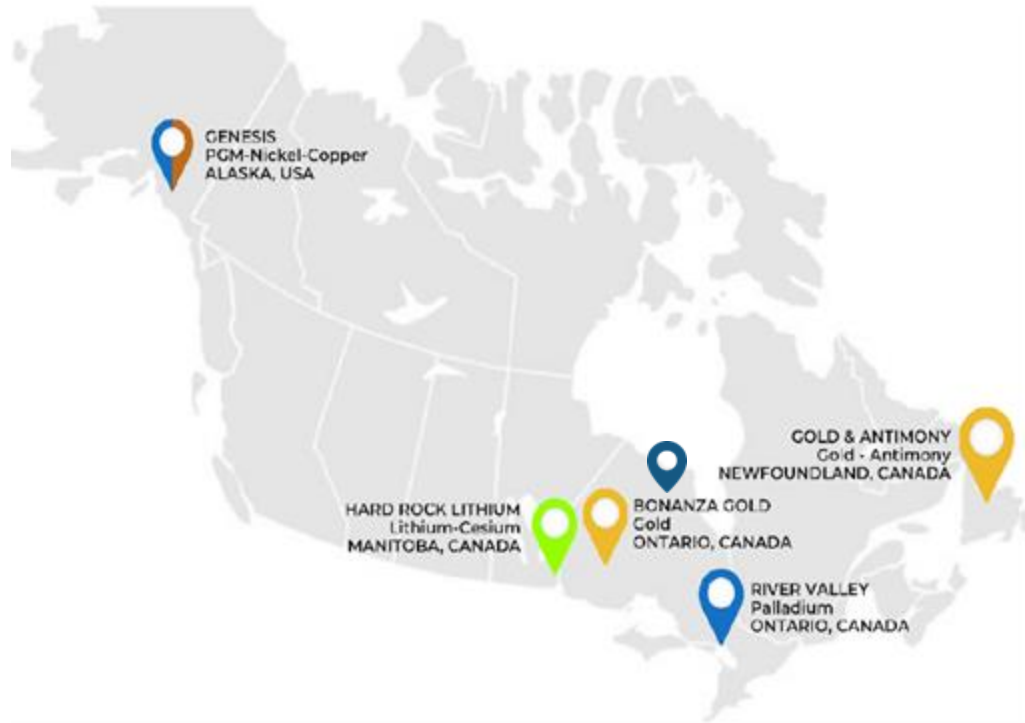 GENESIS
PGM-Nickel-Copper
ALASKA, USA
GOLD & ANTIMONY
Gold - Antimony
NEWFOUNDLAND, CANADA
HARD ROCK LITHIUM
Lithium-Cesium
MANITOBA, CANADA
BONANZA GOLD
Gold
ONTARIO, CANADA
RIVER VALLEY
Palladium
ONTARIO, CANADA